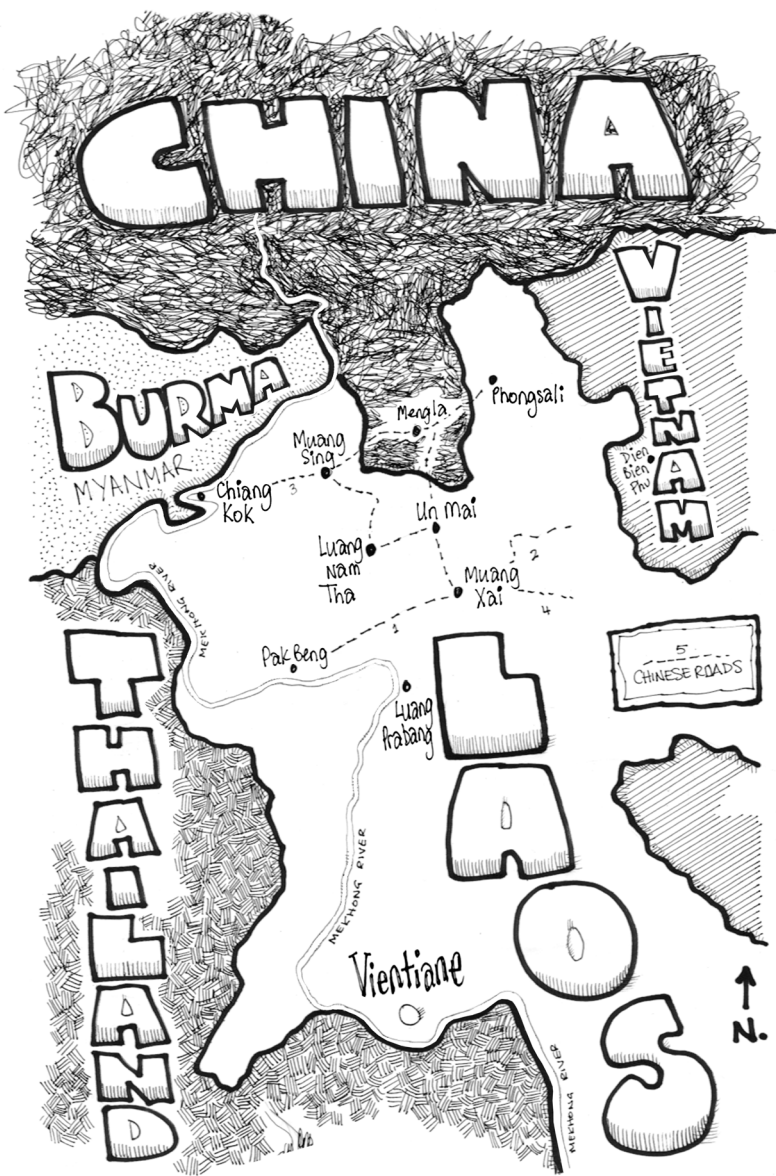 CHINA
VIETNAM
BURMA
MYANMAR
Phongsali
Mengla.
Muang
Sing
Dien
Bien
Phu
Chiang
Kok
3
Un Mai
Luang
Nam
Tha
2
Muang
Xai
4
MEKHONG RIVER
1
Pak Beng
THAILAND
LAOS
5
CHINESE ROADS
Luang
Prabang
MEKHONG RIVER
Vientiane
N.
MEKHONG RIVER